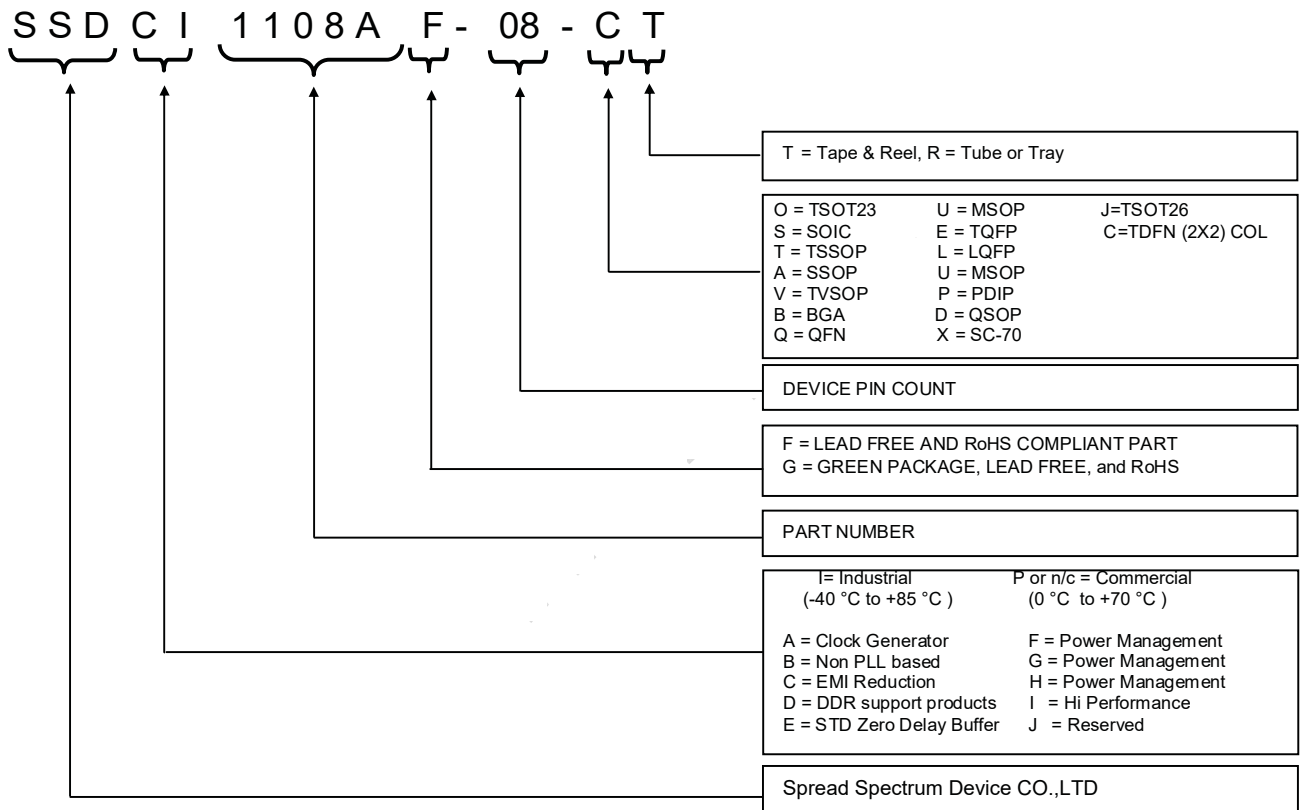 SSD CI 1108A F - 08 - C T
T = Tape & Reel, R = Tube or Tray
O = TSOT23 U = MSOP J=TSOT26
S = SOIC E = TQFP C=TDFN (2X2) COL
T = TSSOP L = LQFP
A = SSOP U = MSOP
V = TVSOP P = PDIP
B = BGA D = QSOP
Q = QFN X = SC-70
DEVICE PIN COUNT
F = LEAD FREE AND RoHS COMPLIANT PART
G = GREEN PACKAGE, LEAD FREE, and RoHS
PART NUMBER
I= Industrial P or n/c = Commercial
(-40 °C to +85 °C ) (0 °C to +70 °C )
A = Clock Generator F = Power Management
B = Non PLL based G = Power Management
C = EMI Reduction H = Power Management
D = DDR support products I = Hi Performance
E = STD Zero Delay Buffer J = Reserved
Spread Spectrum Device CO.,LTD